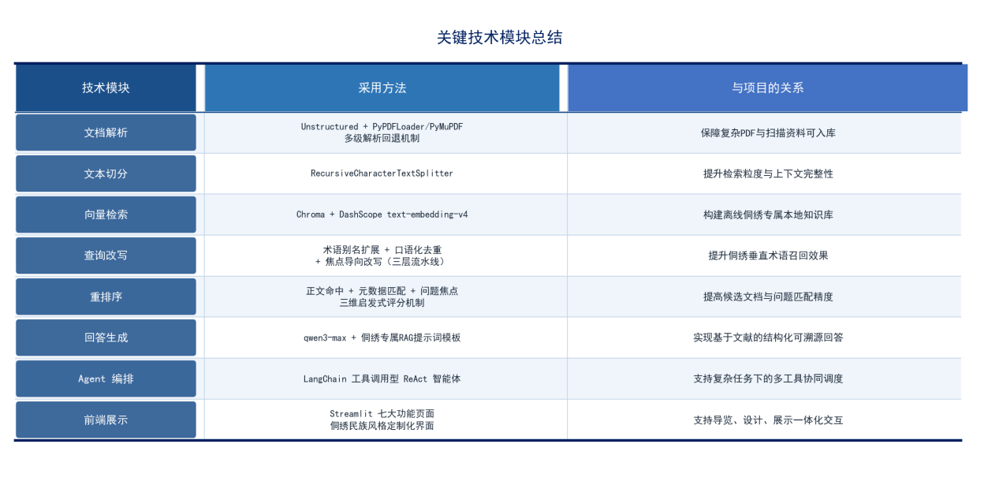 关键技术模块总结
技术模块
采用方法
与项目的关系
文档解析
Unstructured + PyPDFLoader/PyMuPDF
多级解析回退机制
保障复杂PDF与扫描资料可入库
文本切分
RecursiveCharacterTextSplitter
提升检索粒度与上下文完整性
向量检索
Chroma + DashScope text-embedding-v4
构建离线侗绣专属本地知识库
查询改写
术语别名扩展 + 口语化去重
+ 焦点导向改写（三层流水线）
提升侗绣垂直术语召回效果
重排序
正文命中 + 元数据匹配 + 问题焦点
三维启发式评分机制
提高候选文档与问题匹配精度
回答生成
qwen3-max + 侗绣专属RAG提示词模板
实现基于文献的结构化可溯源回答
Agent 编排
LangChain 工具调用型 ReAct 智能体
支持复杂任务下的多工具协同调度
前端展示
Streamlit 七大功能页面
侗绣民族风格定制化界面
支持导览、设计、展示一体化交互